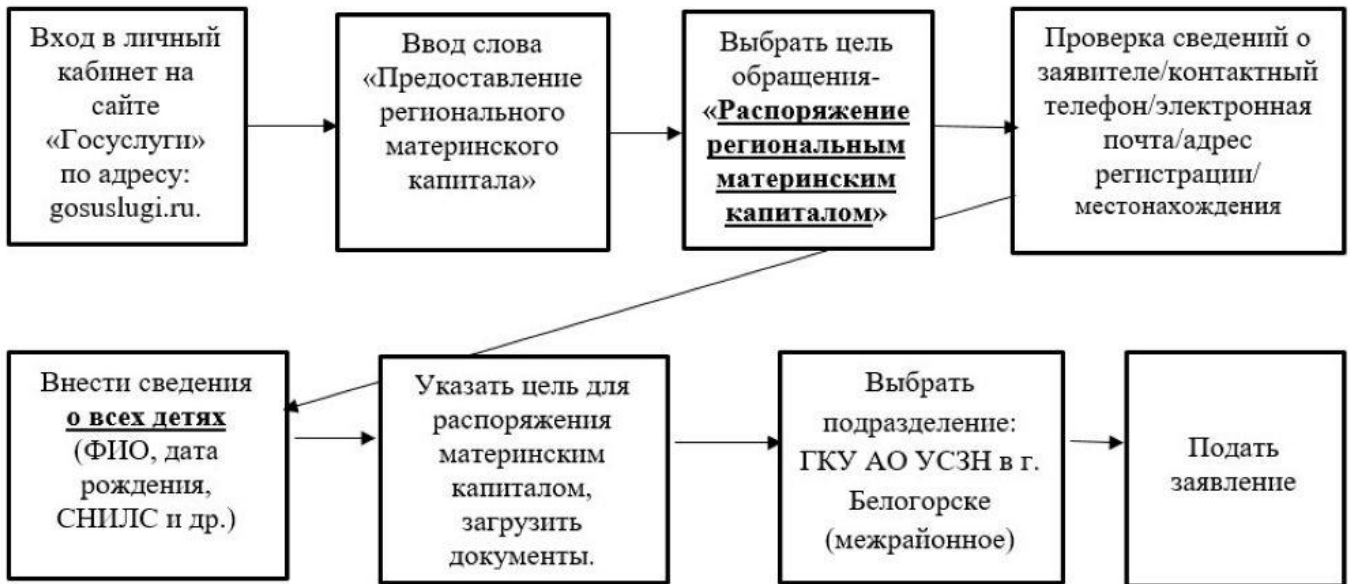 Вход в личный
кабинет на
сайте
«Госуслуги»
по адресу:
gosuslugi.ru.
Ввод слова
«Предоставление
регионального
материнского
капитала»
Выбрать цель
обращения-
«Распоряжение
региональным
материнским
капиталом»
Проверка сведений о
заявителе/контактный
телефон/электронная
почта/адрес
регистрации/
местонахождения
Внести сведения
о всех детях
(ФИО, дата
рождения,
СНИЛС и др.)
Указать цель для
распоряжения
материнским
капиталом,
загрузить
документы.
Выбрать
подразделение:
ГКУ АО УСЗН в г.
Белогорске
(межрайонное)
Подать
заявление